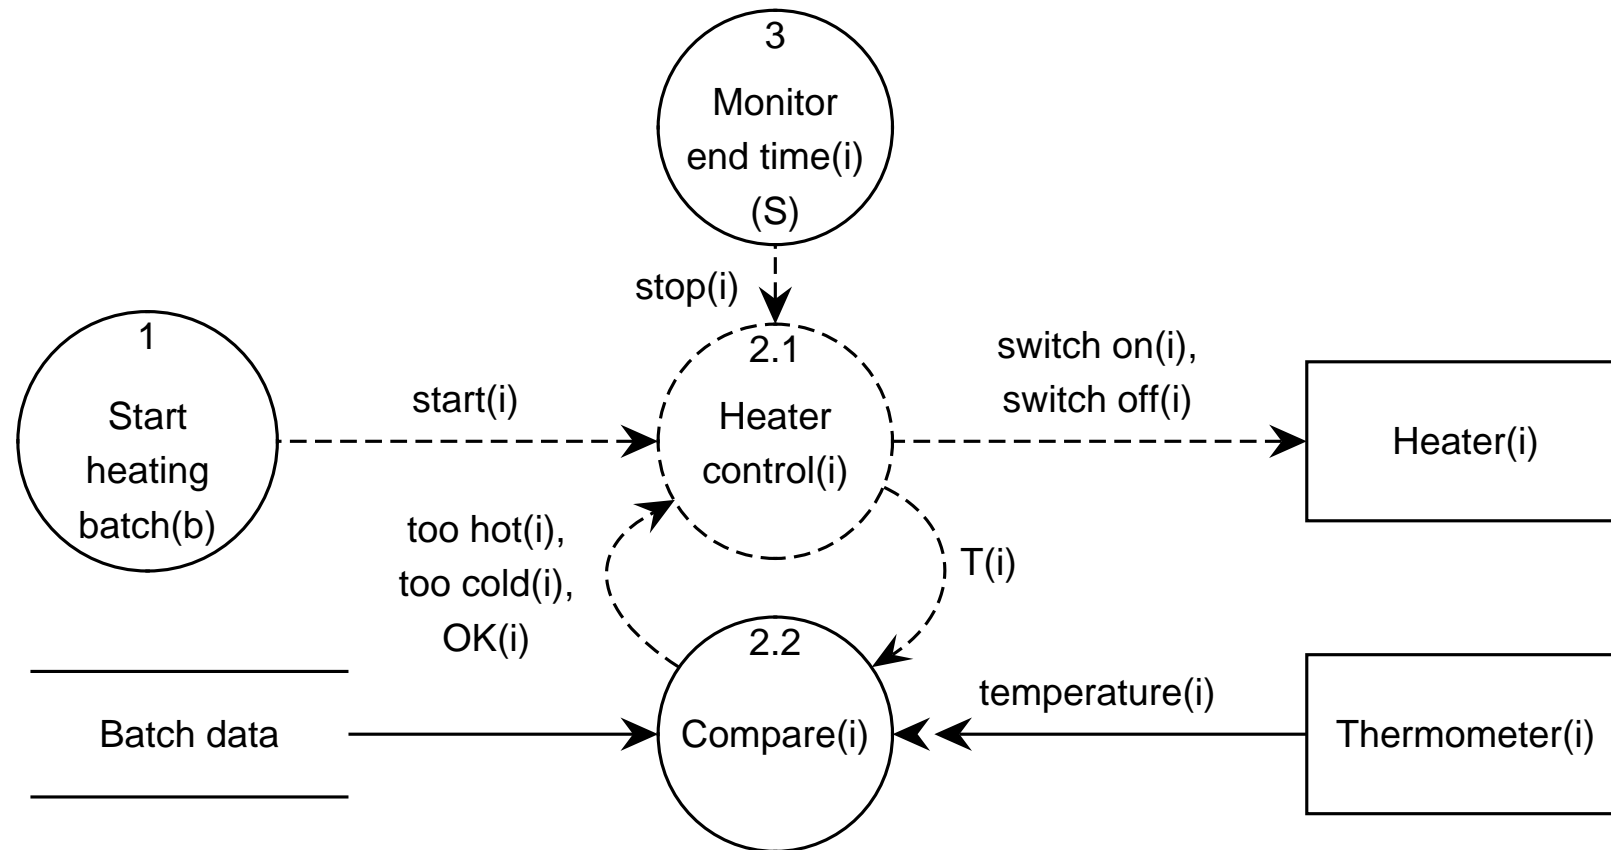 3
Monitor
end time(i)
(S)
stop(i)
1
Start
heating
batch(b)
start(i)
2.1
Heater
control(i)
switch on(i),
switch off(i)
Heater(i)
too hot(i),
too cold(i),
OK(i)
T(i)
Batch data
2.2
Compare(i)
temperature(i)
Thermometer(i)